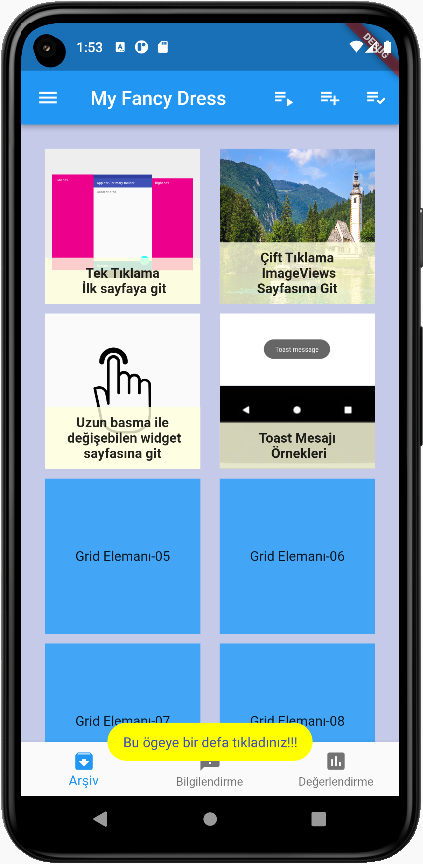 1:53
DEBUG
My Fancy Dress
Tek Tıklama
İlk sayfaya git
Çift Tıklama
ImageViews
Sayfasına Git
Uzun basma ile
değişebilen widget
sayfasına git
Toast message
Toast Mesajı
Örnekleri
Grid Elemanı-05
Grid Elemanı-06
Grid Elemanı-07
Grid Elemanı-08
Bu ögeye bir defa tıkladınız!!!
Arşiv
Bilgilendirme
Değerlendirme